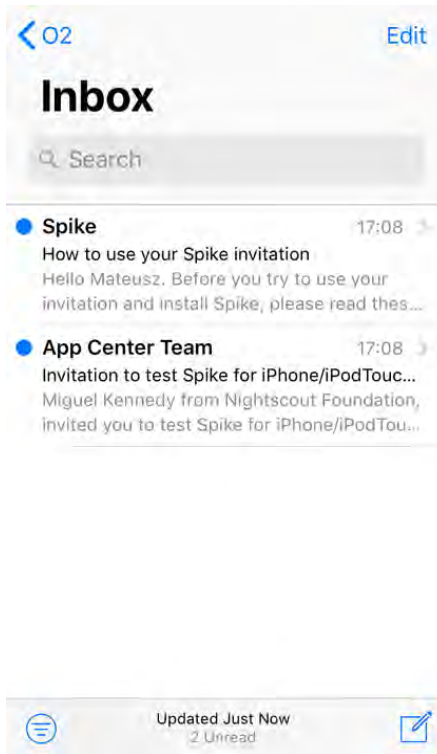 O2
Edit
Inbox
Search
Spike 17:08
How to use your Spike invitation
Hello Mateusz. Before you try to use your
invitation and install Spike, please read thes...
App Center Team 17:08
Invitation to test Spike for iPhone/iPodTouc...
Miguel Kennedy from Nightscout Foundation,
invited you to test Spike for iPhone/iPodTou...
Updated Just Now
2 Unread